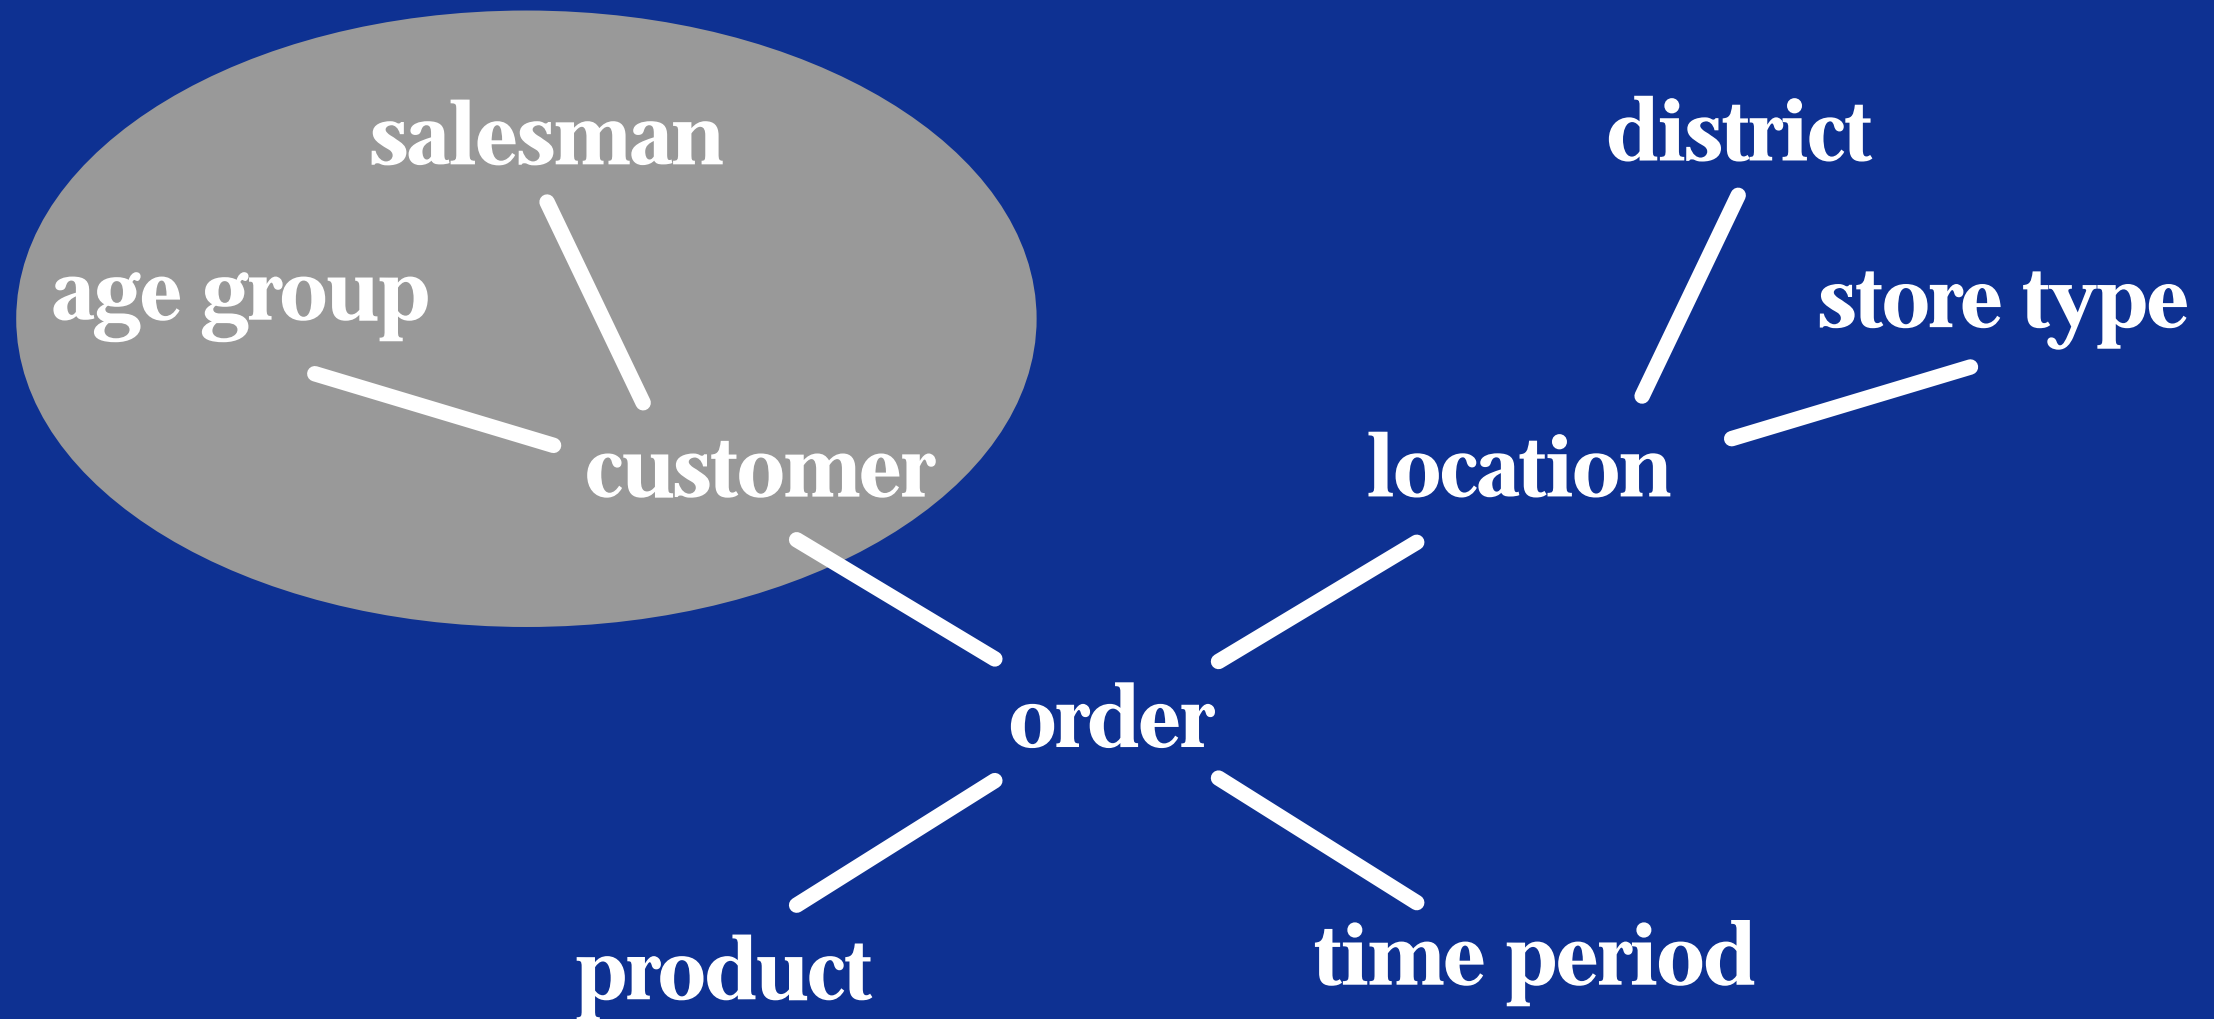 salesman
district
age group
store type
customer
location
order
product
time period